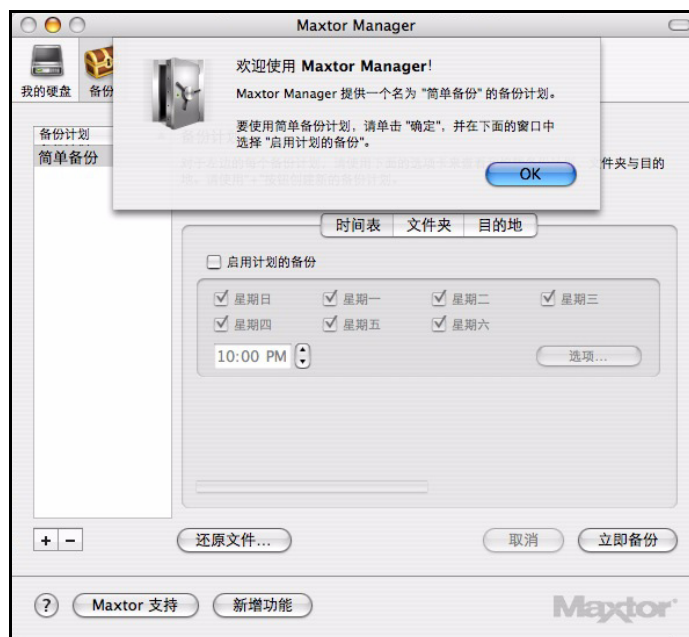 Maxtor Manager
我的硬盘
备份
欢迎使用 Maxtor Manager!
Maxtor Manager 提供一个名为 "简单备份" 的备份计划。
要使用简单备份计划，请单击 "确定"，并在下面的窗口中
选择 "启用计划的备份"。
OK
备份计划
简单备份
文件夹与目的
时间表
文件夹
目的地
启用计划的备份
星期日
星期一
星期二
星期三
星期四
星期五
星期六
10:00 PM
选项...
+
−
还原文件...
取消
立即备份
?
Maxtor 支持
新增功能
Maxtor